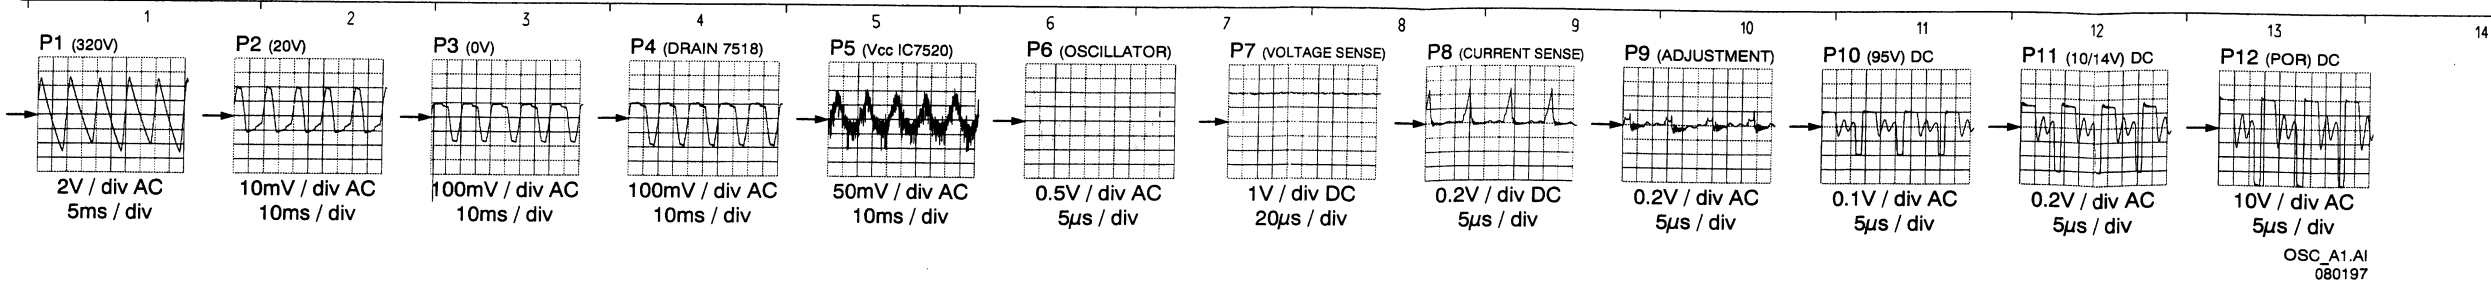 1 2 3 4 5 6 7 8 9 10 11 12 13 14
P1 (320V)
2V / div AC
5ms / div
P2 (20V)
10mV / div AC
10ms / div
P3 (0V)
100mV / div AC
10ms / div
P4 (DRAIN 7518)
100mV / div AC
10ms / div
P5 (Vcc IC7520)
50mV / div AC
10ms / div
P6 (OSCILLATOR)
0.5V / div AC
5µs / div
P7 (VOLTAGE SENSE)
1V / div DC
20µs / div
P8 (CURRENT SENSE)
0.2V / div DC
5µs / div
P9 (ADJUSTMENT)
0.2V / div AC
5µs / div
P10 (95V) DC
0.1V / div AC
5µs / div
P11 (10/14V) DC
0.2V / div AC
5µs / div
P12 (POR) DC
10V / div AC
5µs / div
OSC_A1.AI
080197